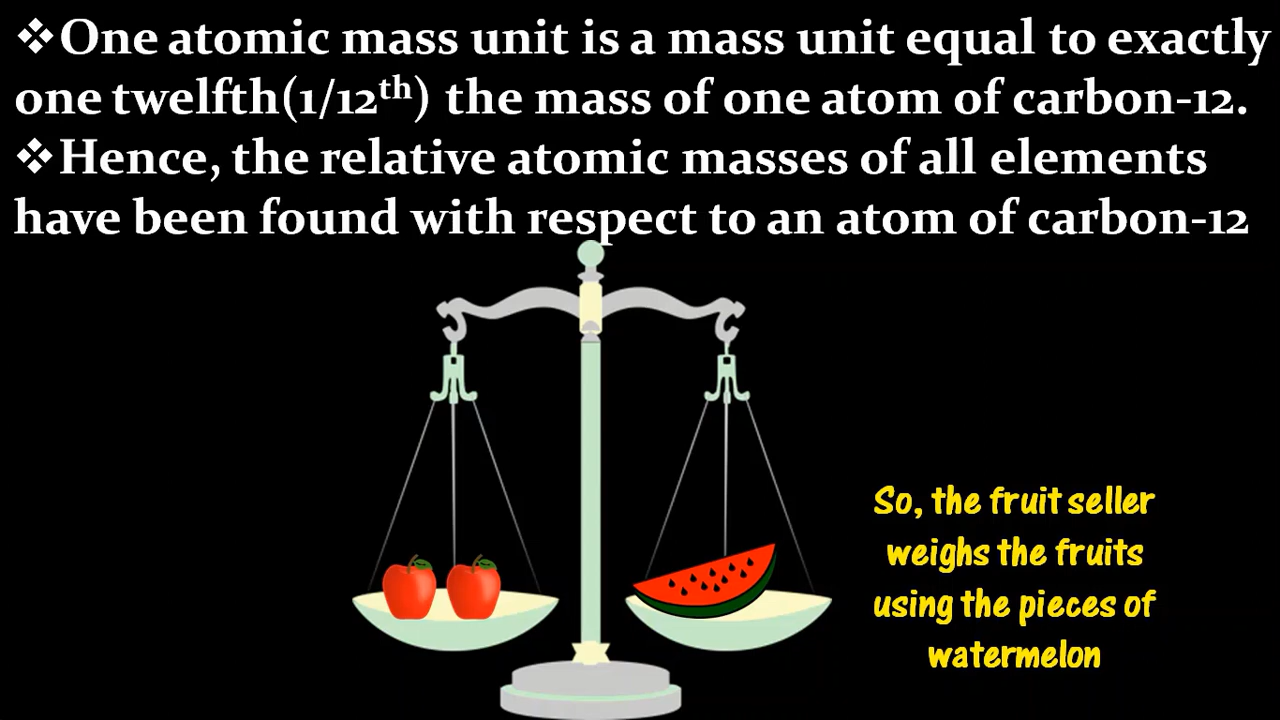 ❖One atomic mass unit is a mass unit equal to exactly
one twelfth(1/12th) the mass of one atom of carbon-12.
❖Hence, the relative atomic masses of all elements
have been found with respect to an atom of carbon-12
So, the fruit seller
weighs the fruits
using the pieces of
watermelon